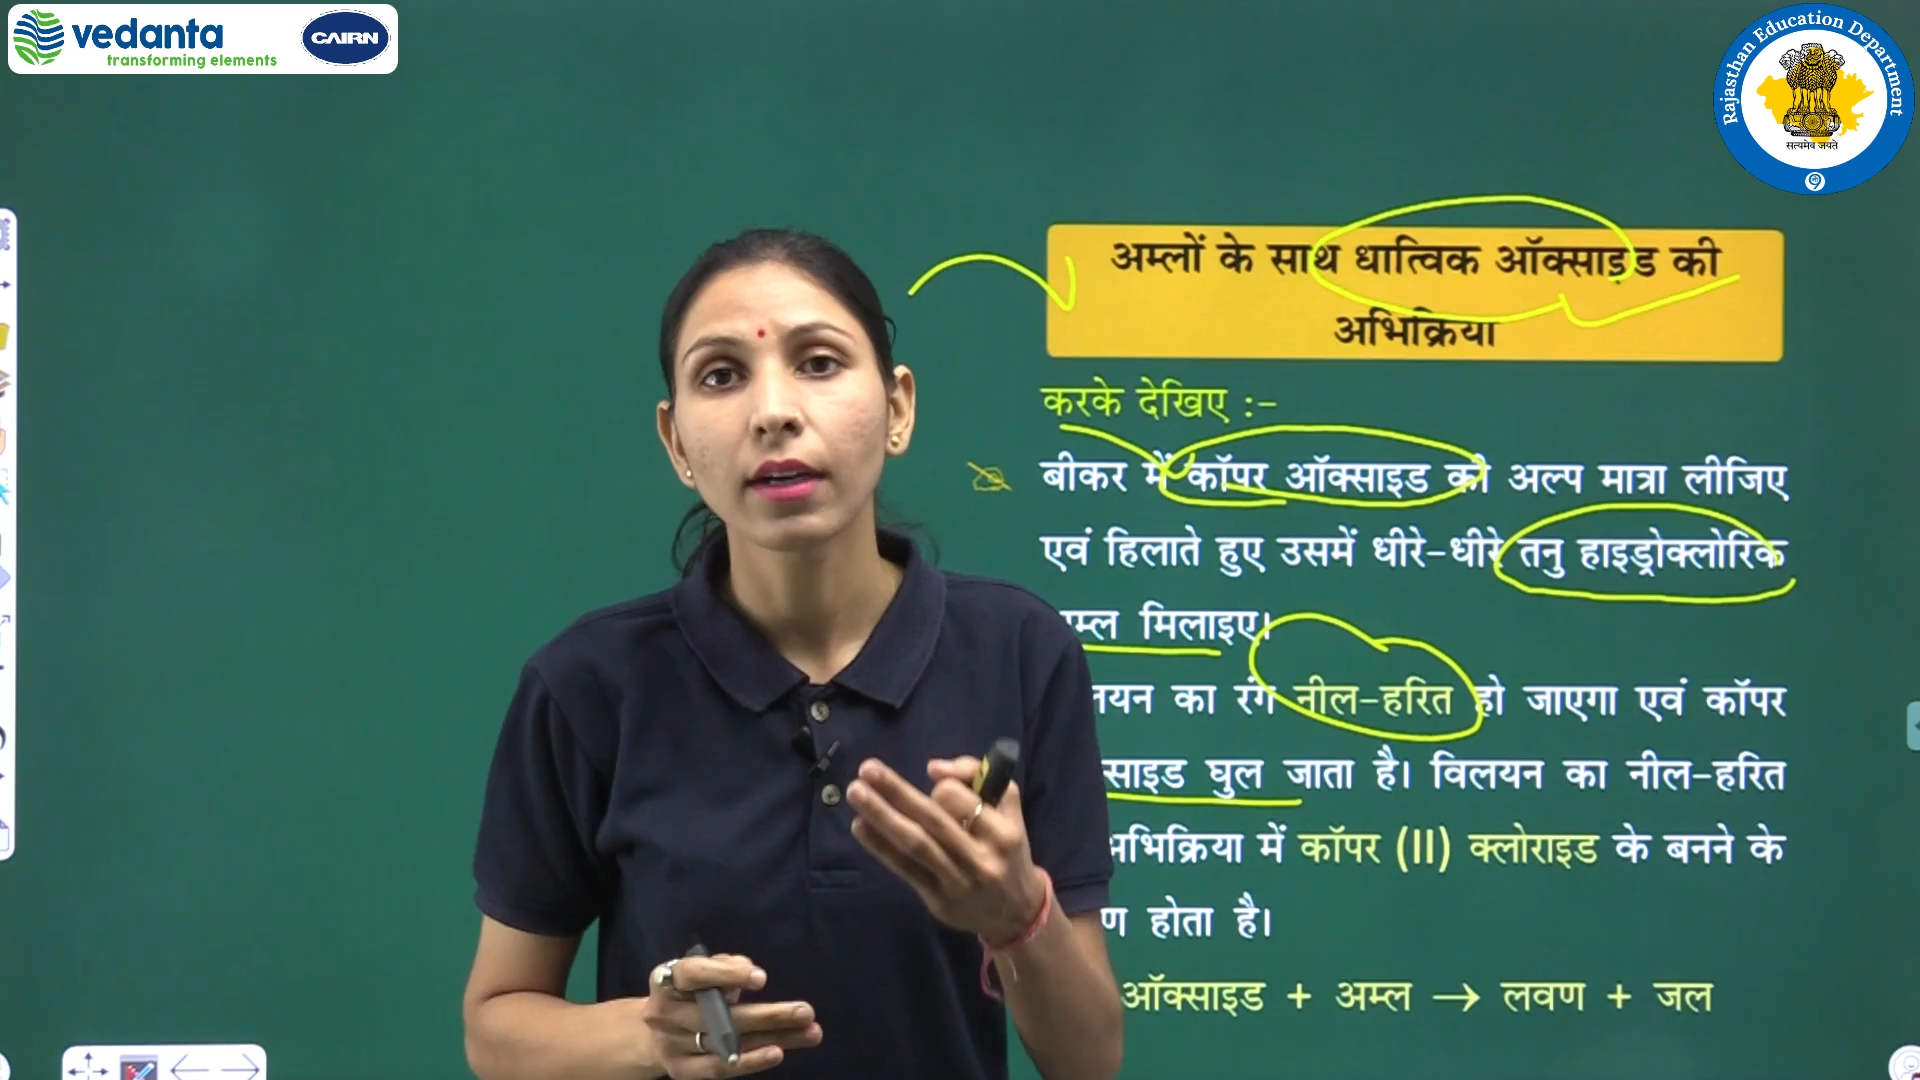 vedanta
transforming elements
CAIRN
Rajasthan Education Department
सत्यमेव जयते
अम्लों के साथ धात्विक ऑक्साइड की
अभिक्रिया
करके देखिए :-
बीकर में कॉपर ऑक्साइड की अल्प मात्रा लीजिए
एवं हिलाते हुए उसमें धीरे-धीरे तनु हाइड्रोक्लोरिक
म्ल मिलाइए।
लयन का रंग नील-हरित हो जाएगा एवं कॉपर
साइड घुल जाता है। विलयन का नील-हरित
अभिक्रिया में कॉपर (II) क्लोराइड के बनने के
ण होता है।
ऑक्साइड + अम्ल → लवण + जल